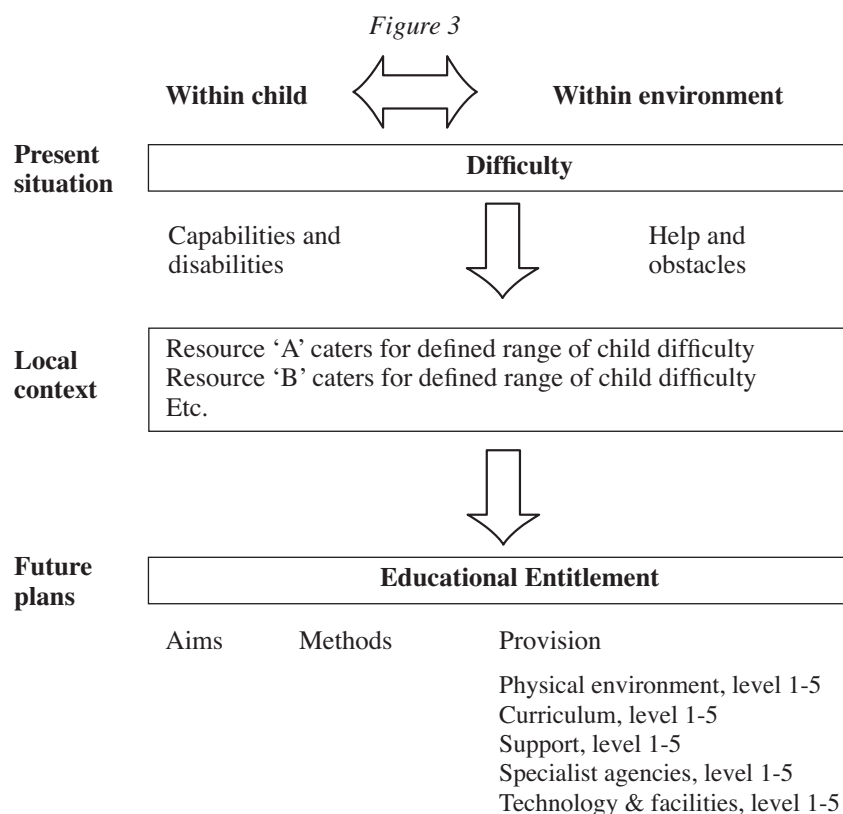 Figure 3
Within child
Within environment
Present
situation
Difficulty
Capabilities and
disabilities
Help and
obstacles
Local
context
Resource ‘A’ caters for defined range of child difficulty
Resource ‘B’ caters for defined range of child difficulty
Etc.
Future
plans
Educational Entitlement
Aims
Methods
Provision
Physical environment, level 1-5
Curriculum, level 1-5
Support, level 1-5
Specialist agencies, level 1-5
Technology & facilities, level 1-5